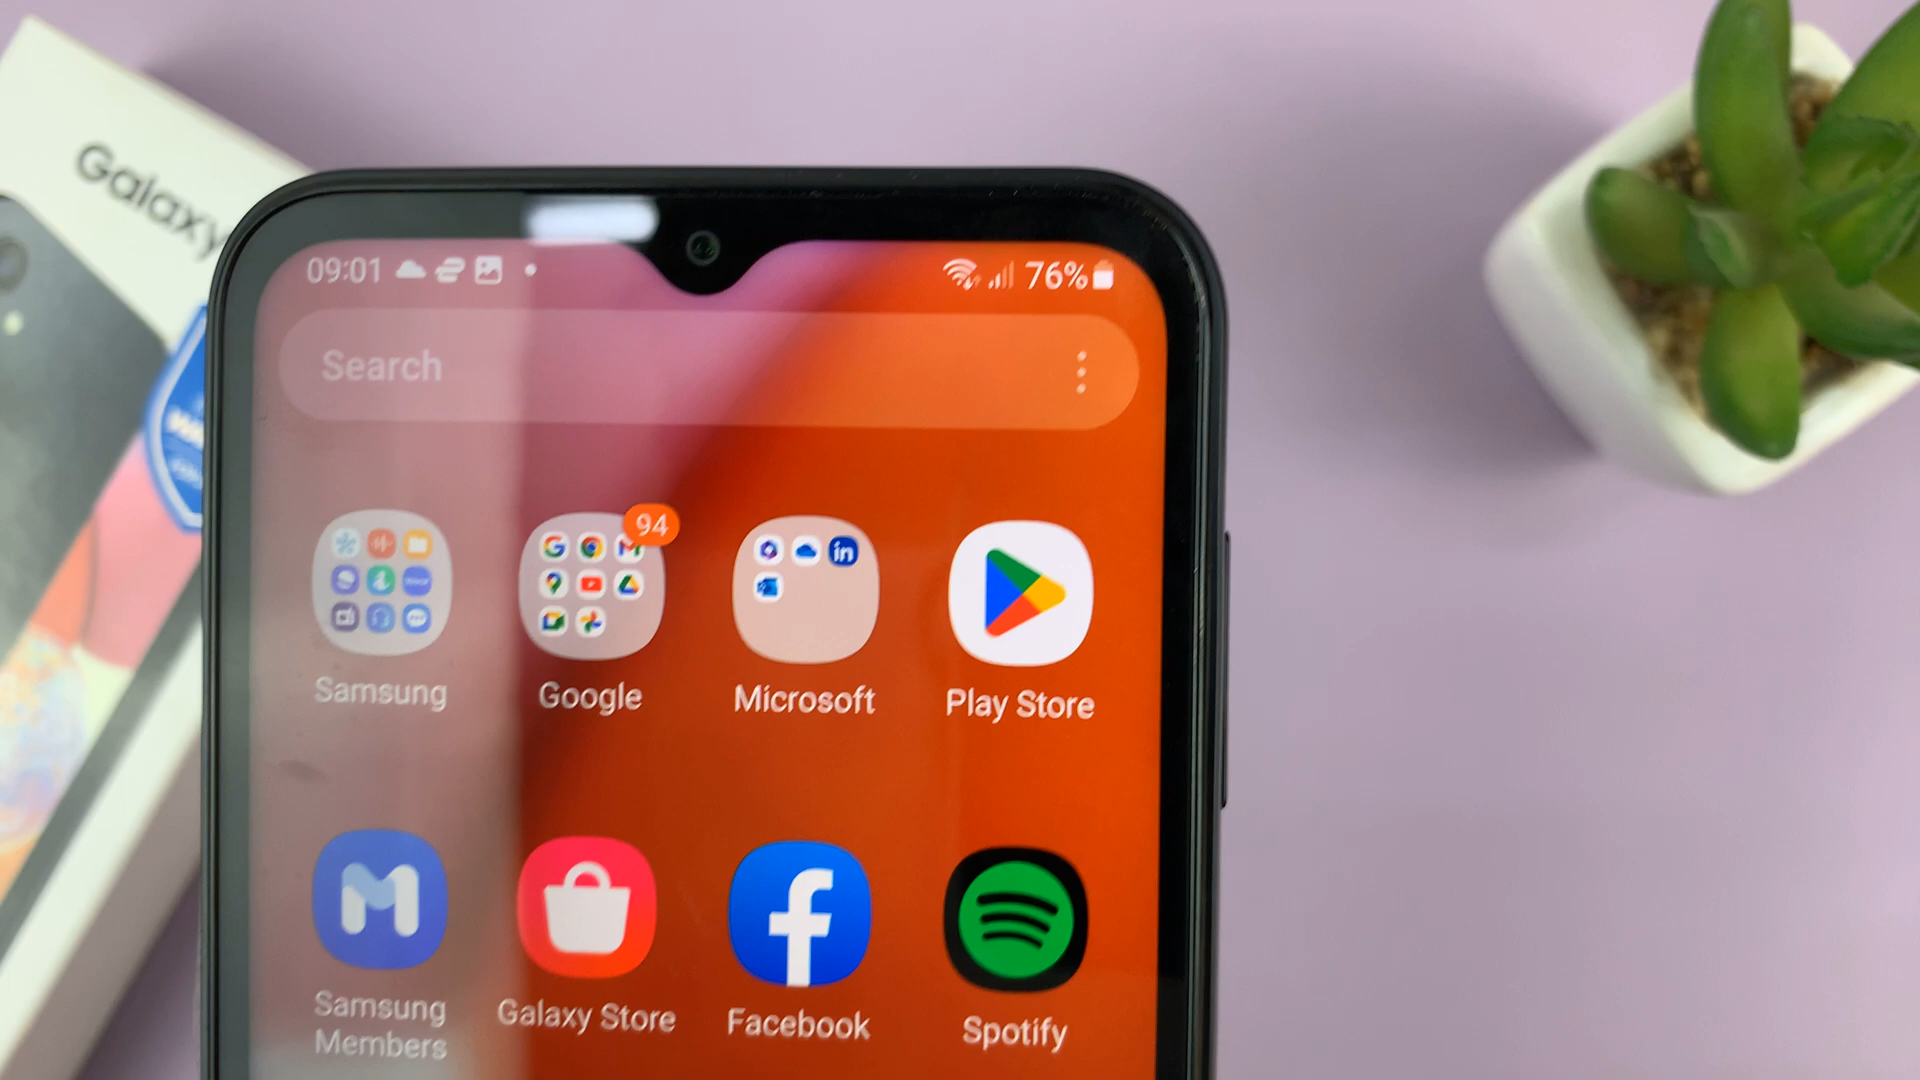 Galaxy
09:01
76%
Search
94
Samsung
Google
Microsoft
Play Store
Samsung
Members
Galaxy Store
Facebook
Spotify